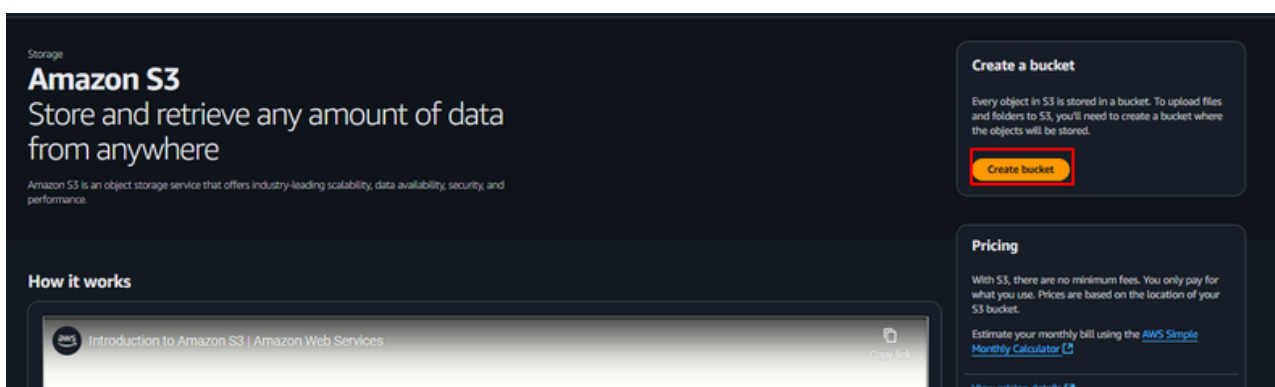 Storage
Amazon S3
Store and retrieve any amount of data
from anywhere
Amazon S3 is an object storage service that offers industry-leading scalability, data availability, security, and
performance.
How it works
aws
Introduction to Amazon S3 | Amazon Web Services
Copy link
Create a bucket
Every object in S3 is stored in a bucket. To upload files
and folders to S3, you'll need to create a bucket where
the objects will be stored.
Create bucket
Pricing
With S3, there are no minimum fees. You only pay for
what you use. Prices are based on the location of your
S3 bucket.
Estimate your monthly bill using the AWS Simple
Monthly Calculator
View pricing details